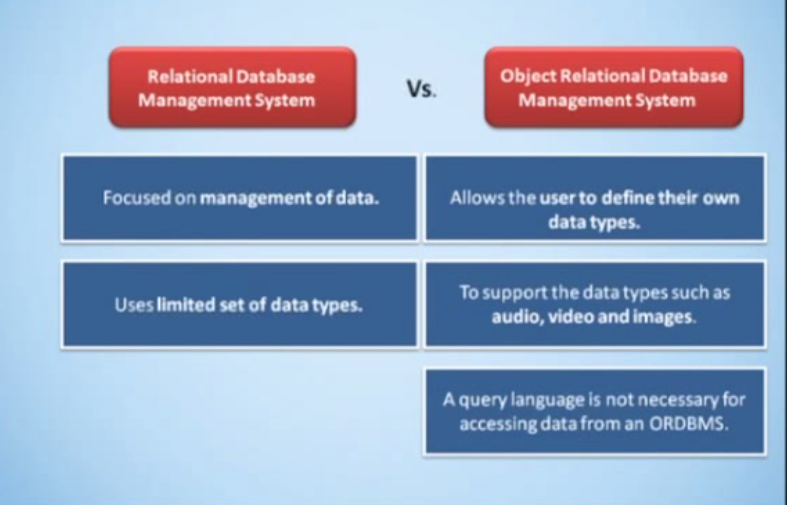 Relational Database
Management System
Vs.
Object Relational Database
Management System
Focused on management of data.
Allows the user to define their own
data types.
Uses limited set of data types.
To support the data types such as
audio, video and images.
A query language is not necessary for
accessing data from an ORDBMS.